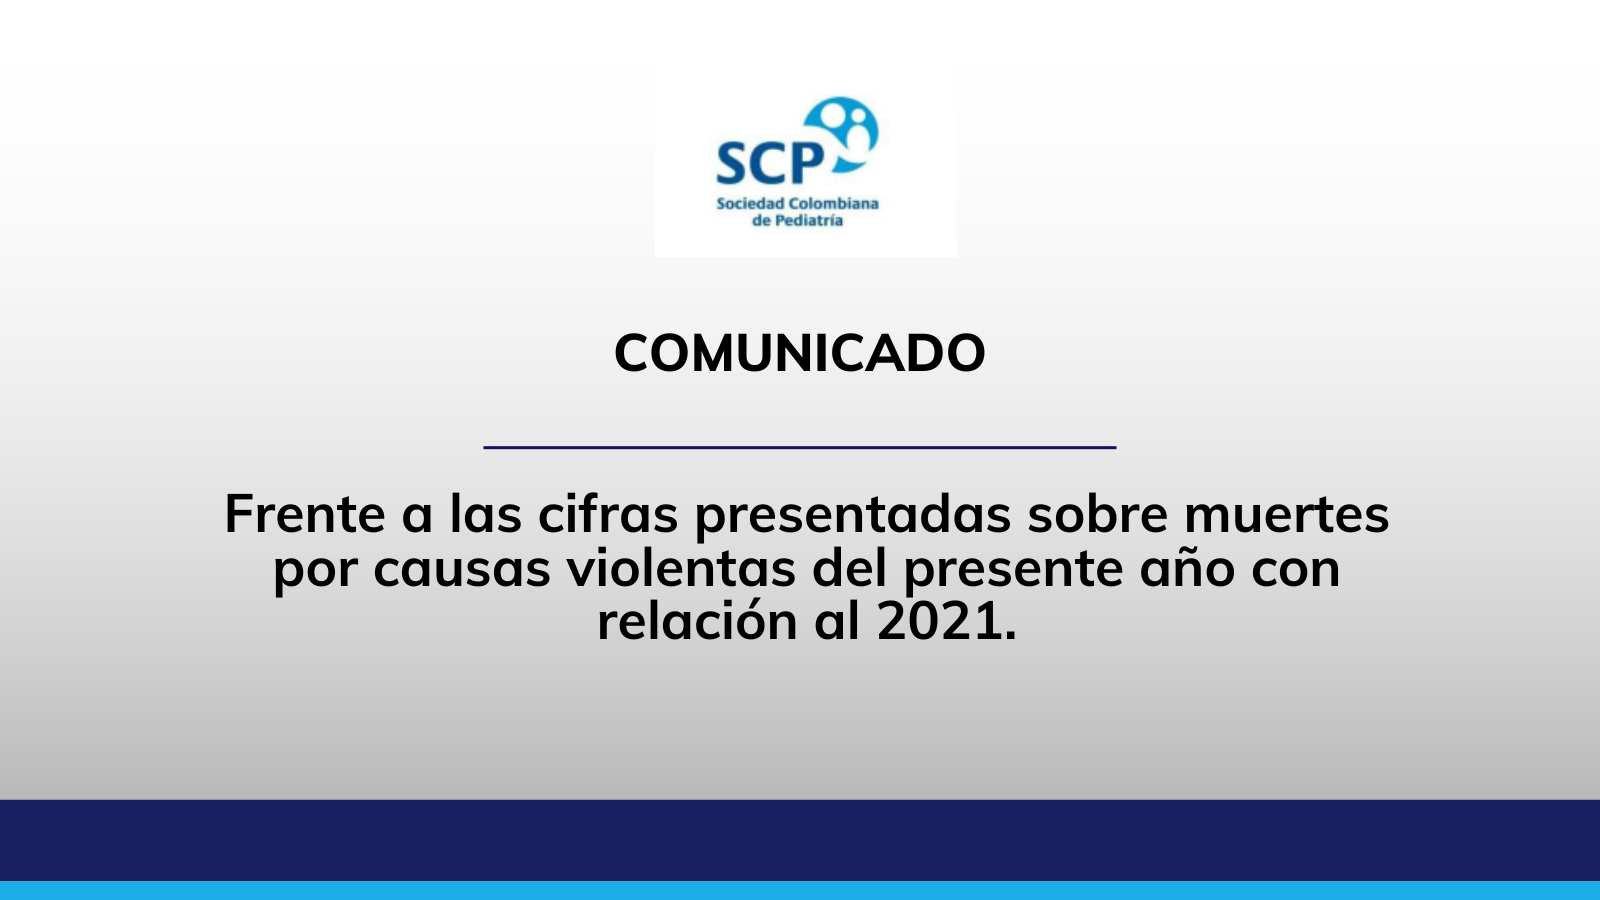 SCP
Sociedad Colombiana
de Pediatría
COMUNICADO
Frente a las cifras presentadas sobre muertes
por causas violentas del presente año con
relación al 2021.